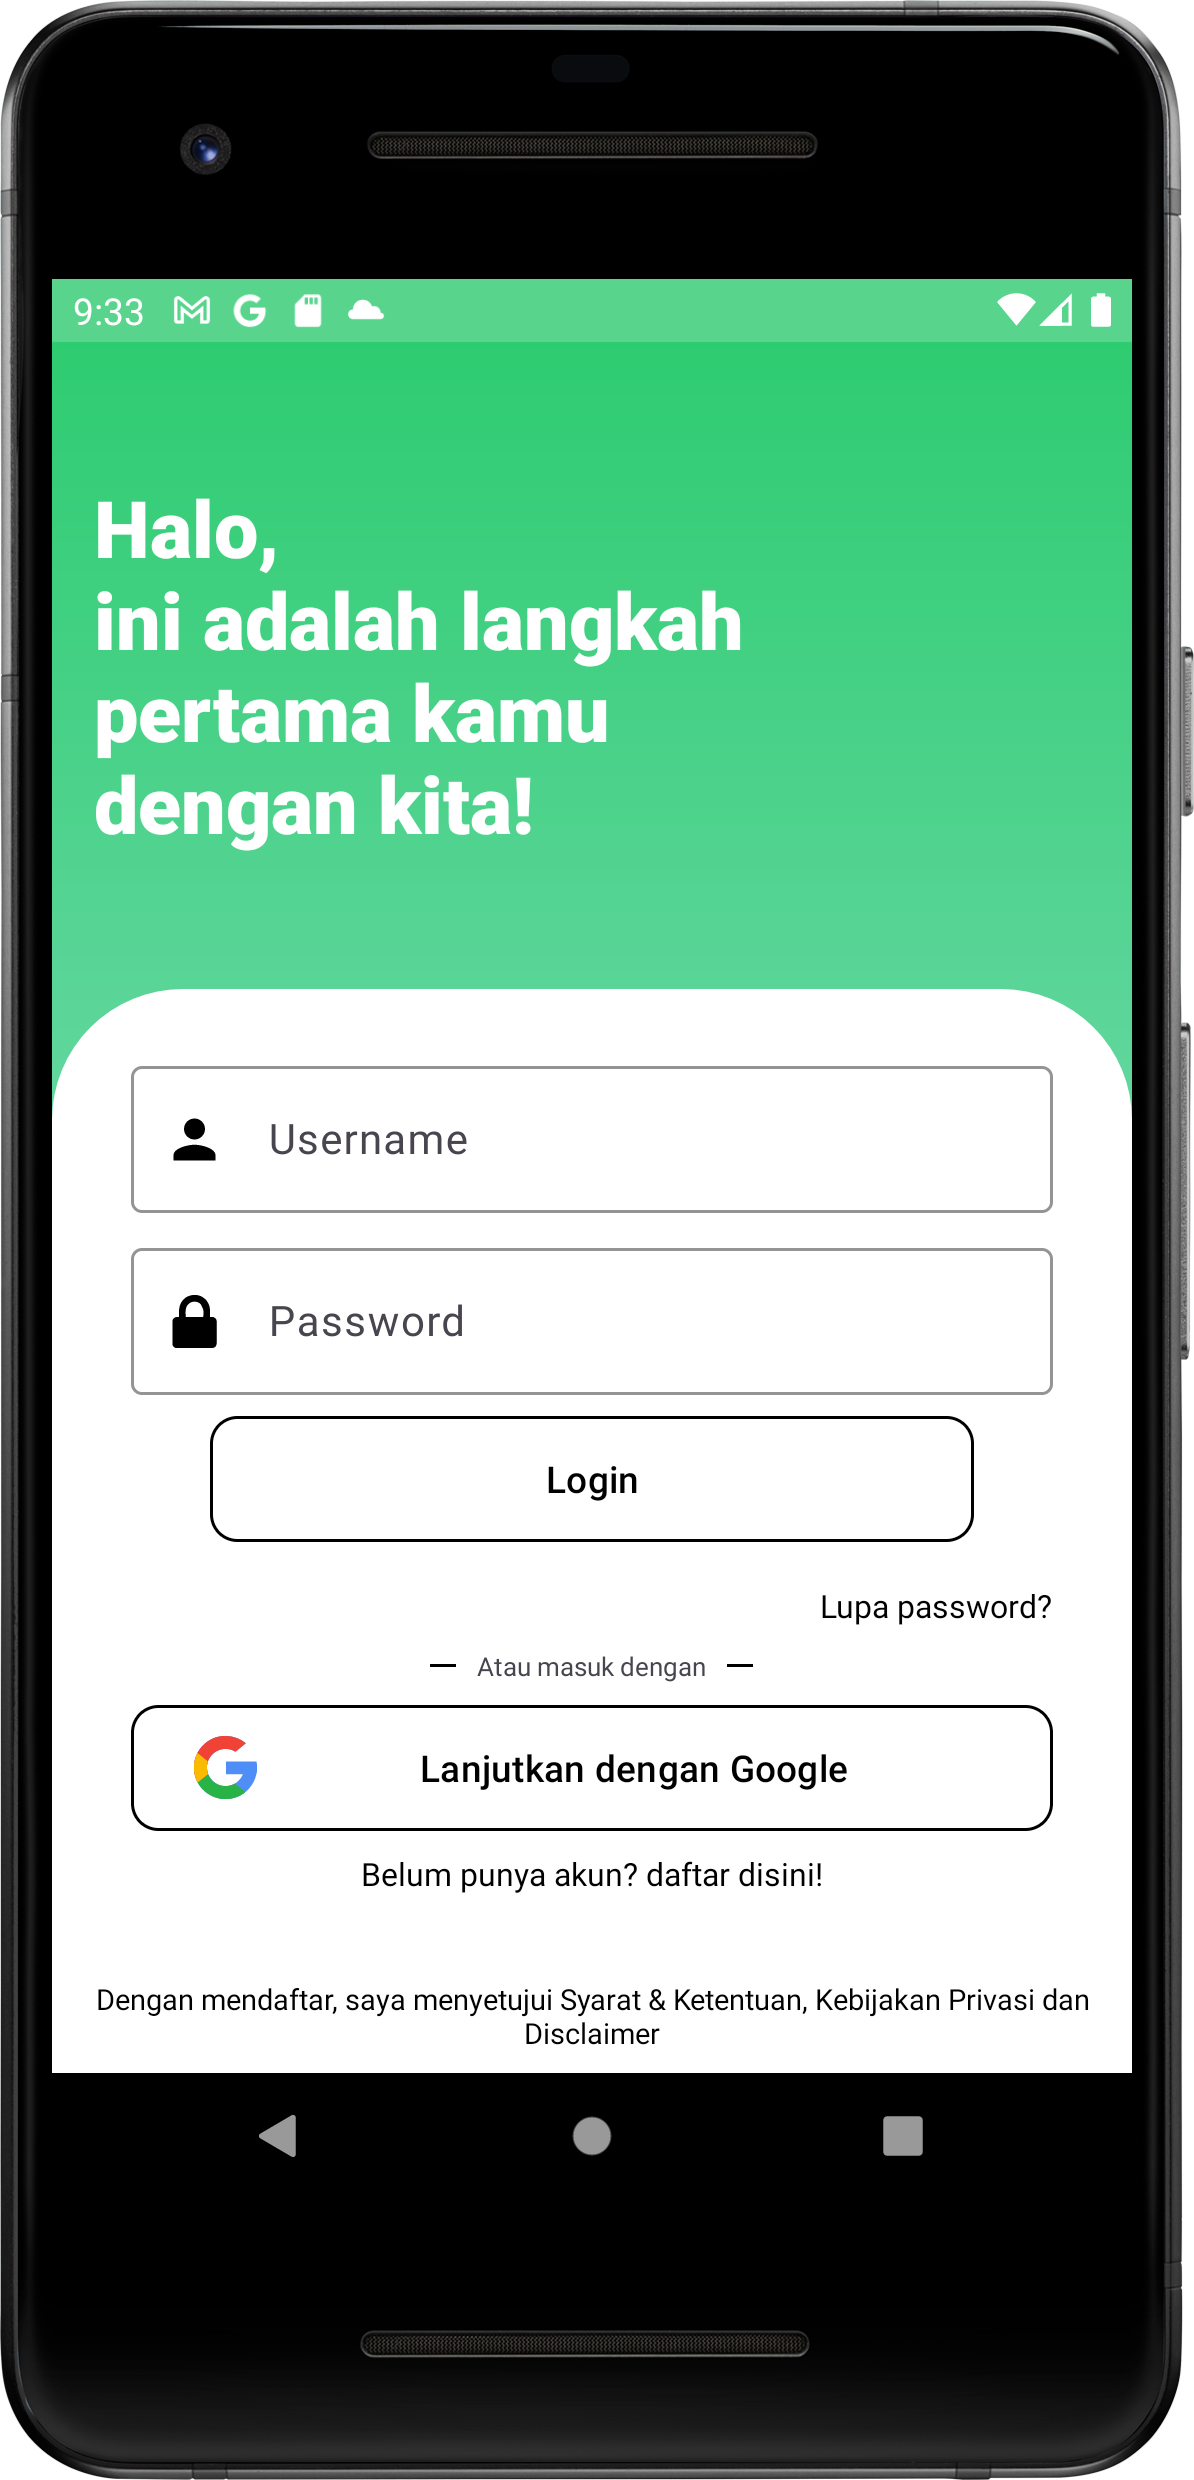 9:33
Halo,
ini adalah langkah
pertama kamu
dengan kita!
Username
Password
Login
Lupa password?
Atau masuk dengan
Lanjutkan dengan Google
Belum punya akun? daftar disini!
Dengan mendaftar, saya menyetujui Syarat & Ketentuan, Kebijakan Privasi dan
Disclaimer